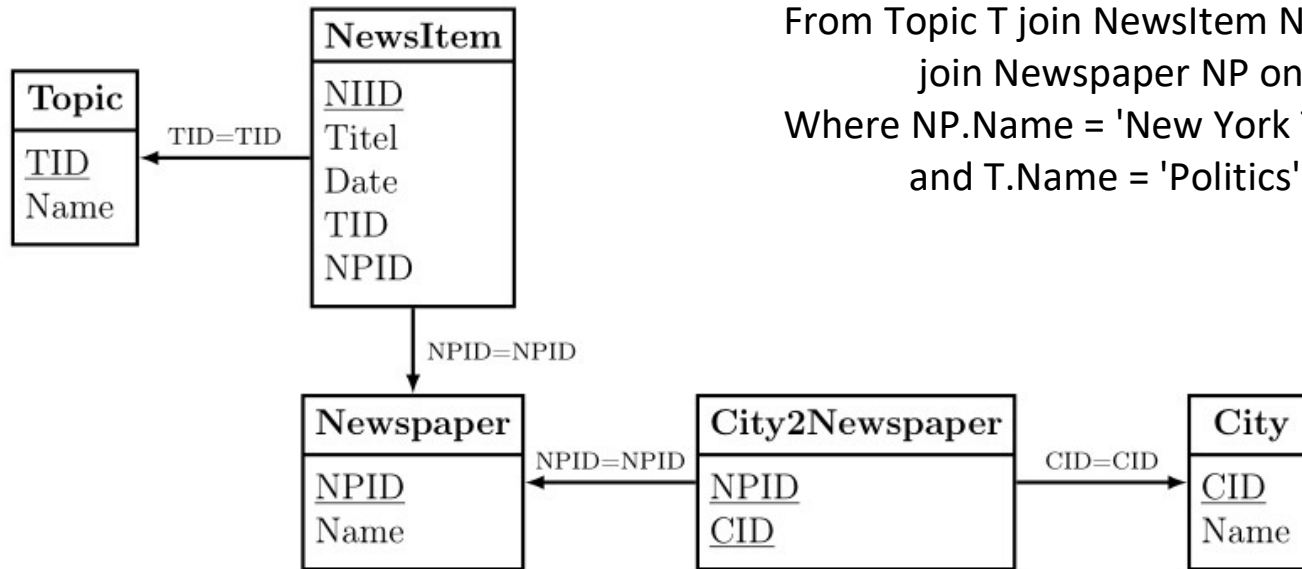 From Topic T join NewsItem N
join Newspaper NP on
Where NP.Name = 'New York
and T.Name = 'Politics'
NewsItem
NIID
Titel
Date
TID
NPID
Topic
TID
Name
TID=TID
NPID=NPID
Newspaper
NPID
Name
NPID=NPID
City2Newspaper
NPID
CID
CID=CID
City
CID
Name